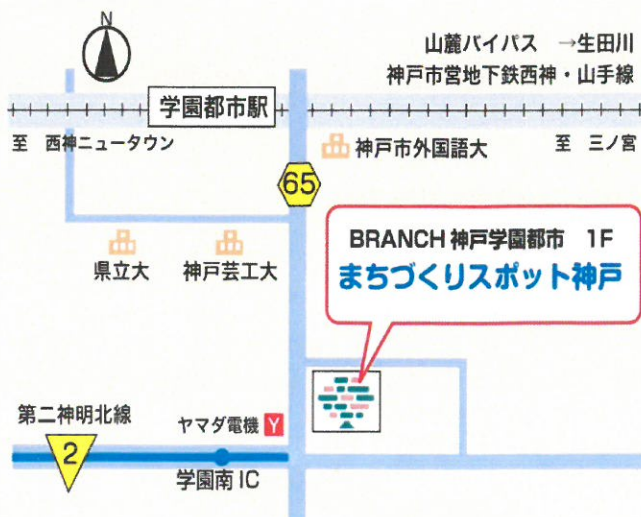 N
山麓バイパス →生田川
神戸市営地下鉄西神・山手線
学園都市駅
至 西神ニュータウン
神戸市外国語大
至 三ノ宮
65
BRANCH 神戸学園都市 1F
まちづくりスポット神戸
県立大
神戸芸工大
第二神明北線
2
ヤマダ電機 Y
学園南IC